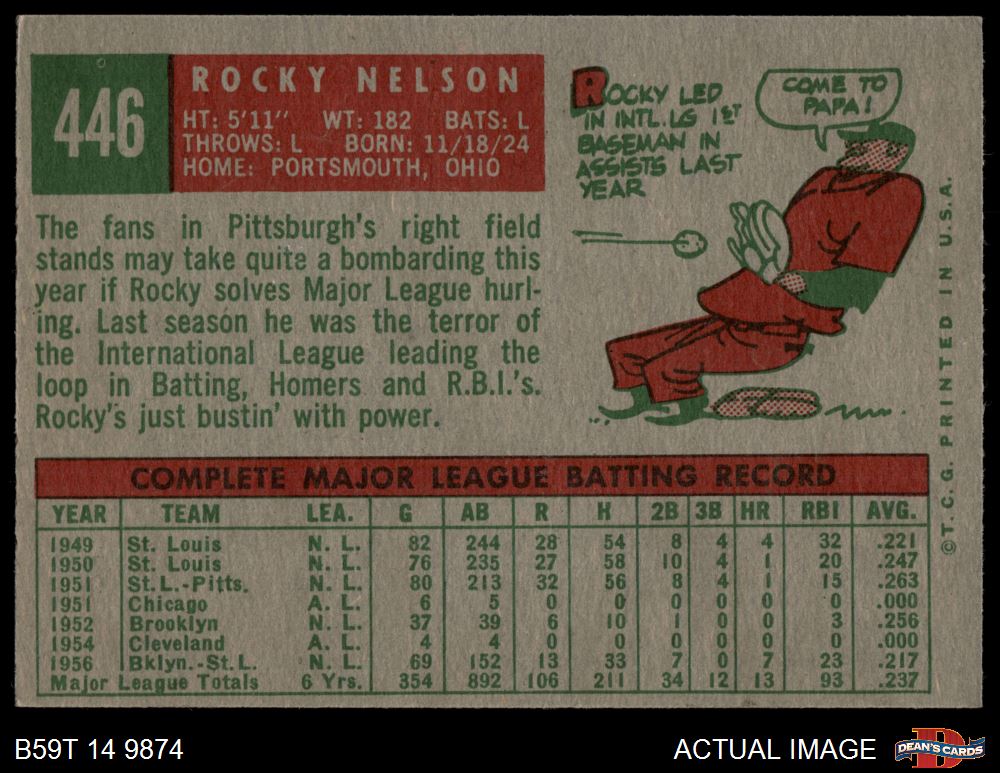 446
ROCKY NELSON
HT: 5'11" WT: 182 BATS: L
THROWS: L BORN: 11/18/24
HOME: PORTSMOUTH, OHIO
The fans in Pittsburgh's right field
stands may take quite a bombarding this
year if Rocky solves Major League hurl-
ing. Last season he was the terror of
the International League leading the
loop in Batting, Homers and R.B.I.'s.
Rocky's just bustin' with power.
ROCKY LED
IN INTL. LG 1ST
BASEMAN IN
ASSISTS LAST
YEAR
COME TO
PAPA!
©T. C. G. PRINTED IN U.S.A.
COMPLETE MAJOR LEAGUE BATTING RECORD
YEAR TEAM LEA. G AB R H 2B 3B HR RBI AVG.
1949 St. Louis N. L. 82 244 28 54 8 4 4 32 .221
1950 St. Louis N. L. 76 235 27 58 10 4 1 20 .247
1951 St.L.-Pitts. N. L. 80 213 32 56 8 4 1 15 .263
1951 Chicago A. L. 6 5 0 0 0 0 0 0 .000
1952 Brooklyn N. L. 37 39 6 10 1 0 0 3 .256
1954 Cleveland A. L. 4 4 0 0 0 0 0 0 .000
1956 Bklyn.-St.L. N. L. 69 152 13 33 7 0 7 23 .217
Major League Totals 6 Yrs. 354 892 106 211 34 12 13 93 .237
B59T 14 9874
ACTUAL IMAGE
DEAN'S CARDS